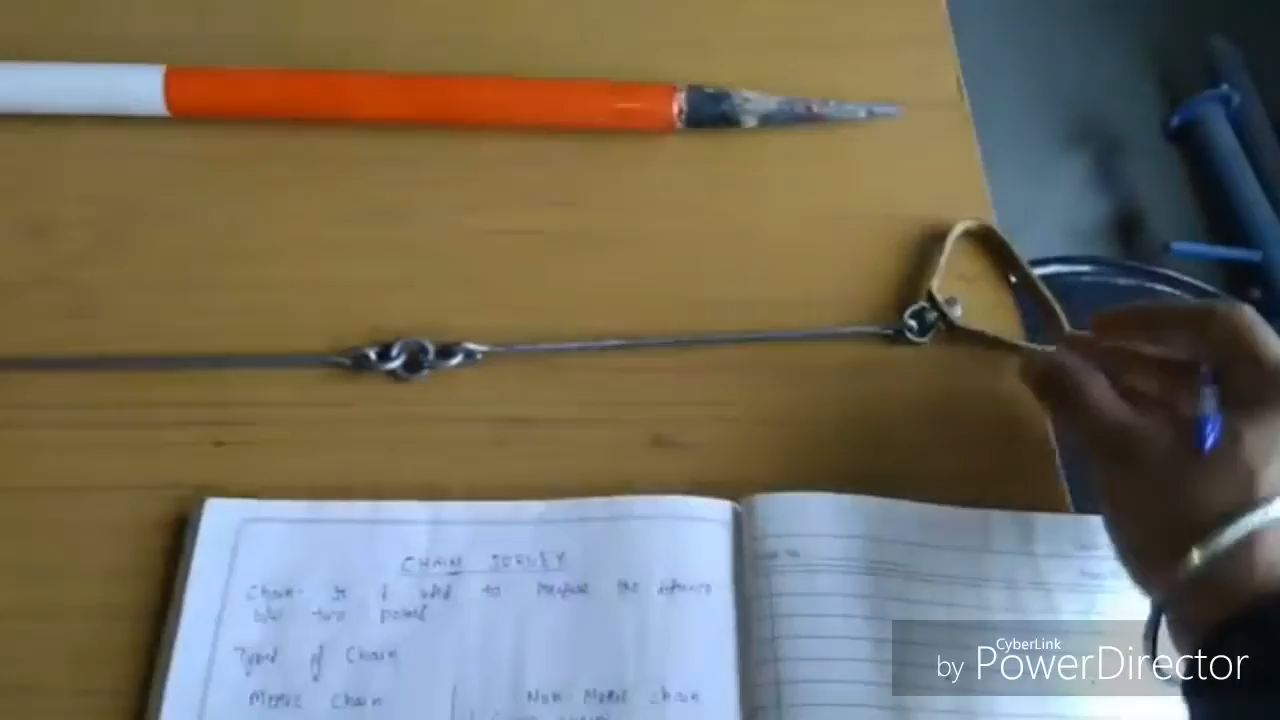 CHAIN SURVEY
Chain is used to measure the distance
b/w two points
Types of Chain
Metric Chain
Non-Metric chain
CyberLink
by PowerDirector